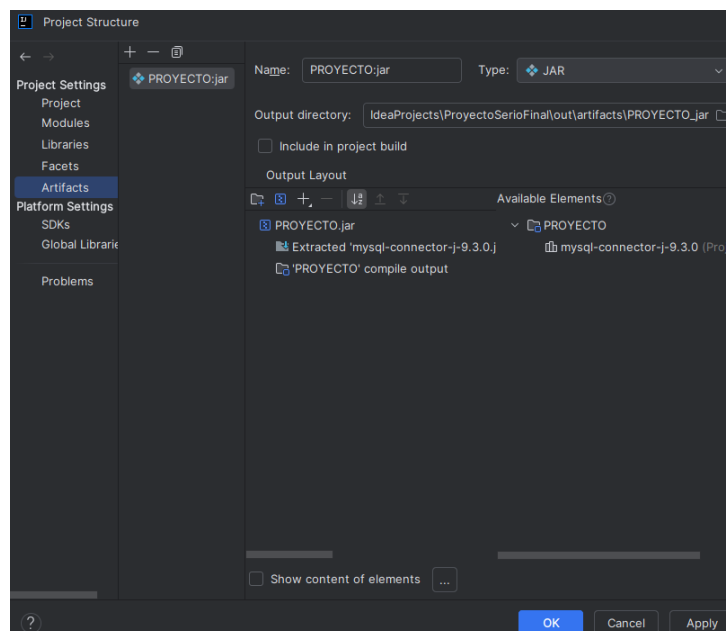 Project Structure
Project Settings
Project
Modules
Libraries
Facets
Artifacts
Platform Settings
SDKs
Global Librarie
Problems
PROYECTO:jar
Name: PROYECTO:jar Type: JAR
Output directory: IdeaProjects\ProyectoSerioFinal\out\artifacts\PROYECTO_jar
Include in project build
Output Layout
Available Elements
PROYECTO.jar
Extracted 'mysql-connector-j-9.3.0.j
'PROYECTO' compile output
PROYECTO
mysql-connector-j-9.3.0 (Pro
Show content of elements ...
? OK Cancel Apply